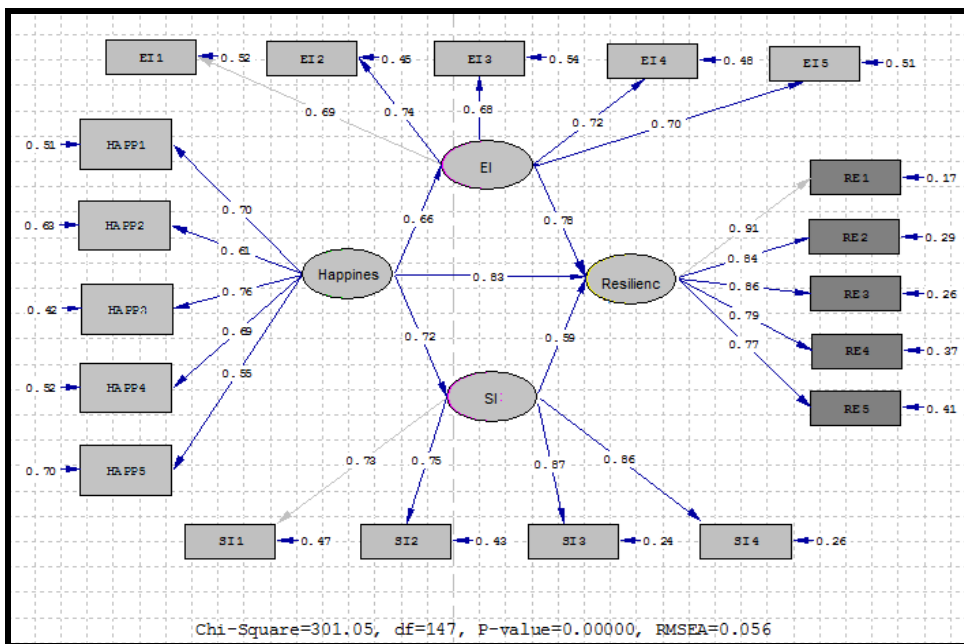 EI1 0.52 EI2 0.45 EI3 0.54 EI4 0.48 EI5 0.51
0.69 0.74 0.68 0.72 0.70
0.51 HAPP1
EI
RE1 0.17
0.70
0.63 HAPP2
0.66 0.78 0.91
RE2 0.29
0.61 0.84
Happines 0.83 Resilienc
0.76 0.86 RE3 0.26
0.42 HAPP3
0.69 0.72 0.59 0.79
RE4 0.37
0.55 0.77
0.52 HAPP4
SI
RE5 0.41
0.73 0.75 0.87 0.86
0.70 HAPP5
SI1 0.47 SI2 0.43 SI3 0.24 SI4 0.26
Chi-Square=301.05, df=147, P-value=0.00000, RMSEA=0.056